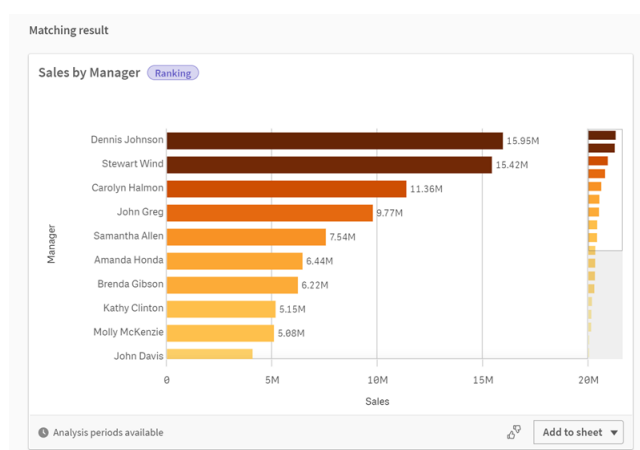 Matching result
Sales by Manager Ranking
Dennis Johnson 15.95M
Stewart Wind 15.42M
Carolyn Halmon 11.36M
John Greg 9.77M
Samantha Allen 7.54M
Amanda Honda 6.44M
Brenda Gibson 6.22M
Kathy Clinton 5.15M
Molly McKenzie 5.08M
John Davis
Manager
0 5M 10M 15M 20M
Sales
Analysis periods available Add to sheet